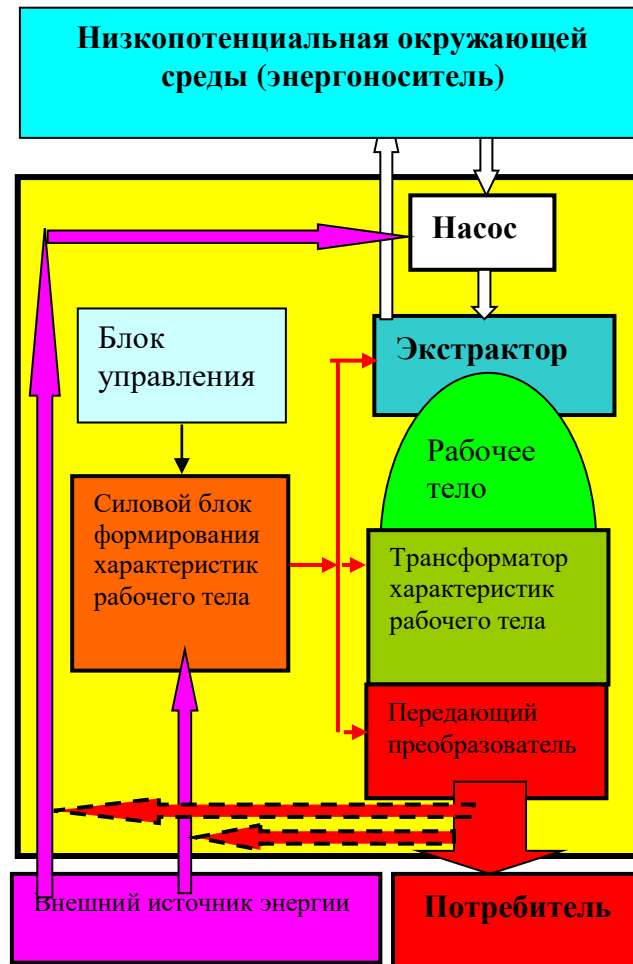 Низкопотенциальная окружающей
среды (энергоноситель)
Насос
Блок
управления
Экстрактор
Рабочее
тело
Силовой блок
формирования
характеристик
рабочего тела
Трансформатор
характеристик
рабочего тела
Передающий
преобразователь
Внешний источник энергии
Потребитель